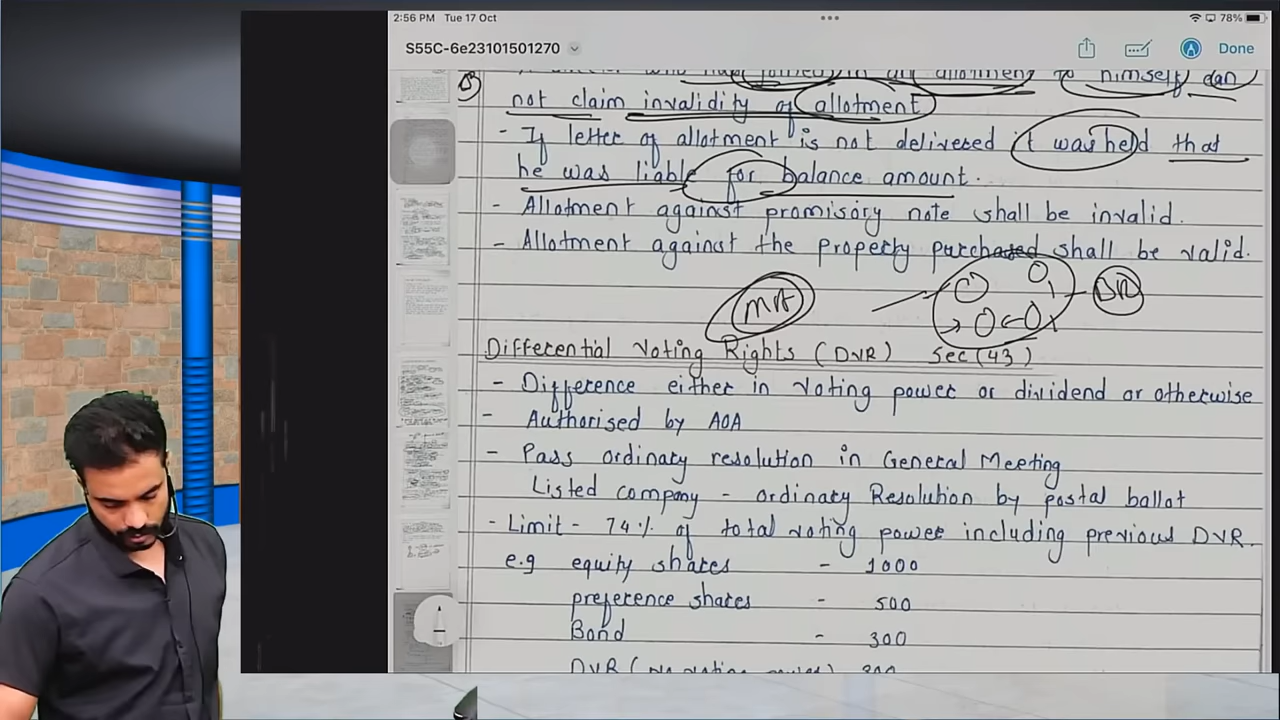 2:56 PM Tue 17 Oct
78%
S55C-6e23101501270
Done
allotment to himself can
not claim invalidity of allotment
- If letter of allotment is not delivered it was held that
he was liable for balance amount.
- Allotment against promisory note shall be invalid.
- Allotment against the property purchased shall be valid.
Differential Voting Rights (DVR) Sec (43)
- Difference either in voting power or dividend or otherwise
- Authorised by AOA
- Pass ordinary resolution in General Meeting
Listed company - ordinary Resolution by postal ballot
- Limit - 74% of total voting power including previous DVR.
e.g equity shares - 1000
preference shares - 500
Bond - 300